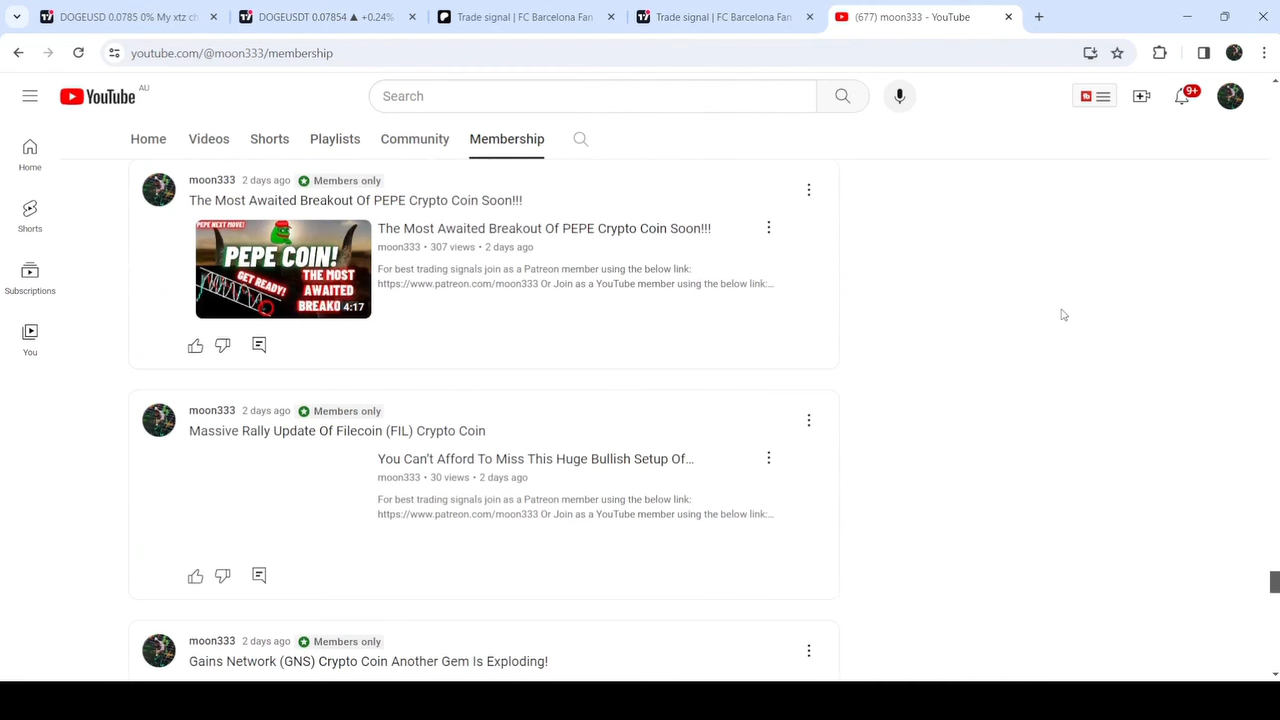 DOGEUSD 0.0785 0% My xtz ch
DOGEUSDT 0.07854 ▲ +0.24%
Trade signal | FC Barcelona Fan
Trade signal | FC Barcelona Fan
(677) moon333 - YouTube
youtube.com/@moon333/membership
YouTube
AU
Search
9+
Home
Videos
Shorts
Playlists
Community
Membership
Home
Shorts
Subscriptions
You
moon333 2 days ago Members only
The Most Awaited Breakout Of PEPE Crypto Coin Soon!!!
PEPE NEXT MOVE!
PEPE COIN!
GET READY!
THE MOST
AWAITED
BREAKO
4:17
The Most Awaited Breakout Of PEPE Crypto Coin Soon!!!
moon333 • 307 views • 2 days ago
For best trading signals join as a Patreon member using the below link:
https://www.patreon.com/moon333 Or Join as a YouTube member using the below link:...
moon333 2 days ago Members only
Massive Rally Update Of Filecoin (FIL) Crypto Coin
You Can't Afford To Miss This Huge Bullish Setup Of...
moon333 • 30 views • 2 days ago
For best trading signals join as a Patreon member using the below link:
https://www.patreon.com/moon333 Or Join as a YouTube member using the below link:...
moon333 2 days ago Members only
Gains Network (GNS) Crypto Coin Another Gem Is Exploding!